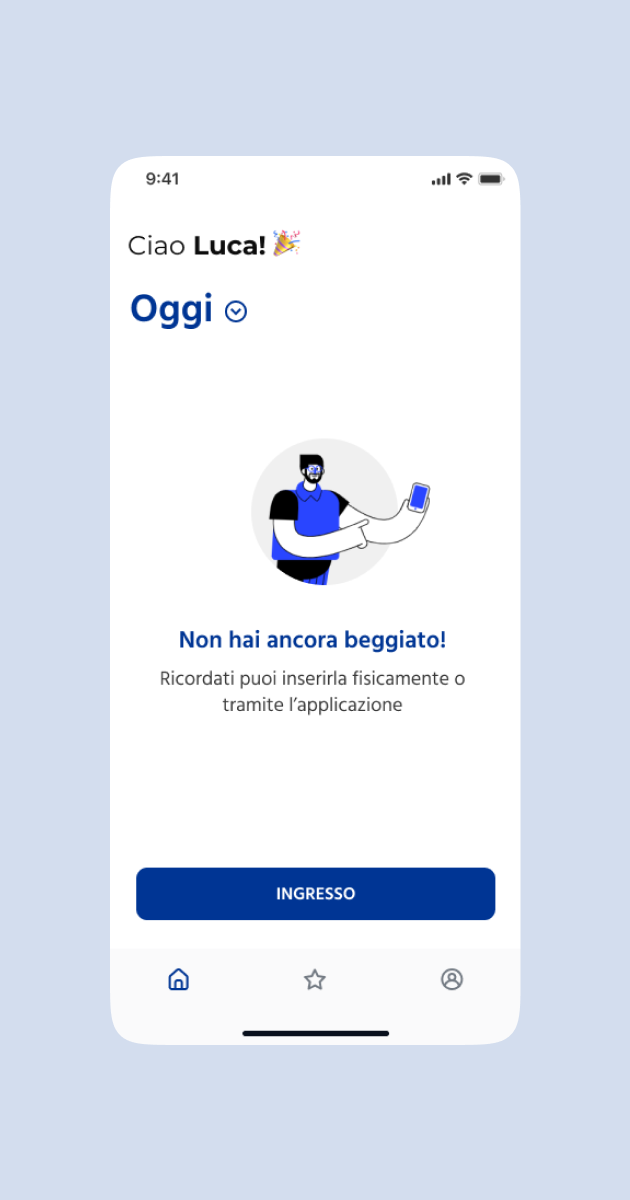 9:41
Ciao Luca! 🎉
Oggi
Non hai ancora beggiato!
Ricordati puoi inserirla fisicamente o
tramite l’applicazione
INGRESSO